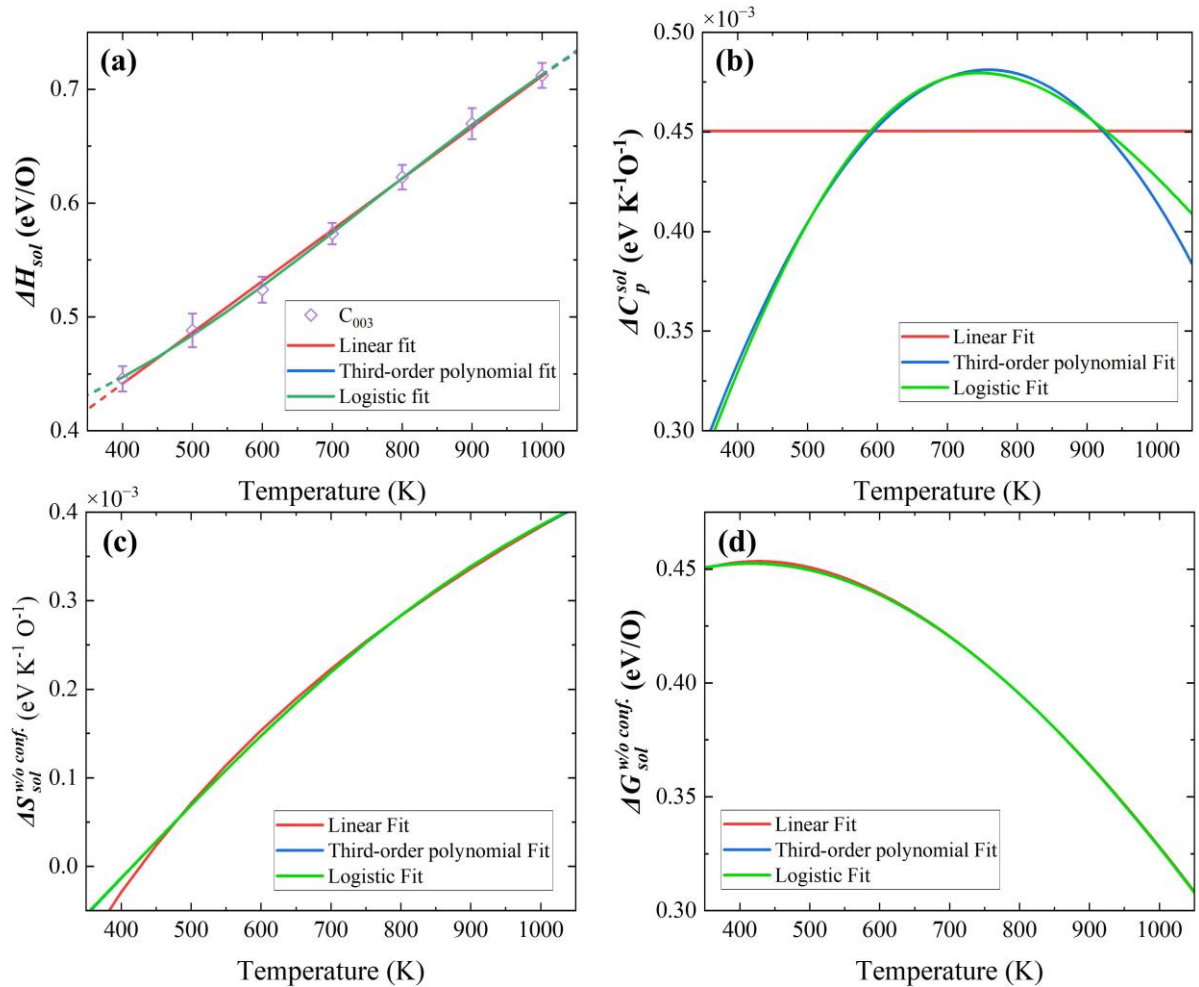 (a)
ΔH_sol (eV/O)
0.7
0.6
0.5
0.4
C₀₀₃
Linear fit
Third-order polynomial fit
Logistic fit
400 500 600 700 800 900 1000
Temperature (K)
×10⁻³
(b)
ΔC_p^sol (eV K⁻¹O⁻¹)
0.50
0.45
0.40
0.35
0.30
Linear Fit
Third-order polynomial Fit
Logistic Fit
400 500 600 700 800 900 1000
Temperature (K)
×10⁻³
(c)
ΔS_sol^w/o conf. (eV K⁻¹ O⁻¹)
0.4
0.3
0.2
0.1
0.0
Linear Fit
Third-order polynomial Fit
Logistic Fit
400 500 600 700 800 900 1000
Temperature (K)
(d)
ΔG_sol^w/o conf. (eV/O)
0.45
0.40
0.35
0.30
Linear Fit
Third-order polynomial Fit
Logistic Fit
400 500 600 700 800 900 1000
Temperature (K)